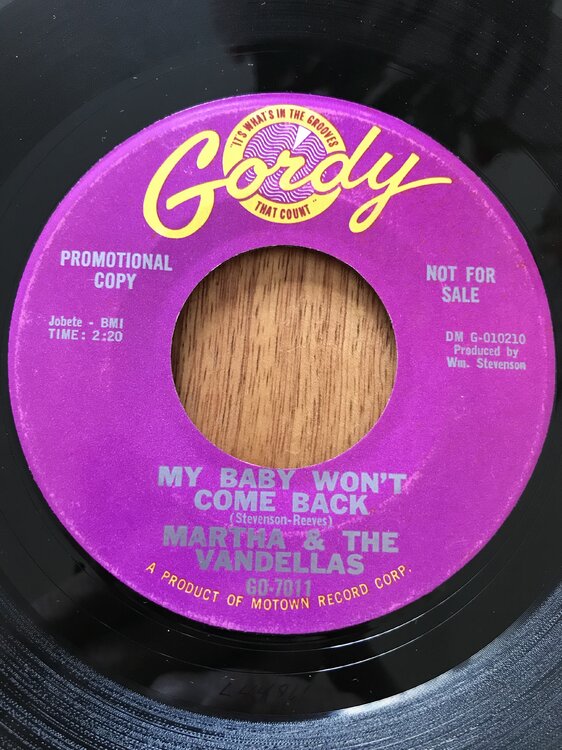 "IT'S WHAT'S IN THE GROOVES
Gordy
THAT COUNT"
PROMOTIONAL
COPY
NOT FOR
SALE
Jobete - BMI
TIME: 2:20
DM G-010210
Produced by
Wm. Stevenson
MY BABY WON'T
COME BACK
(Stevenson-Reeves)
MARTHA & THE
VANDELLAS
GO-7011
A PRODUCT OF MOTOWN RECORD CORP.